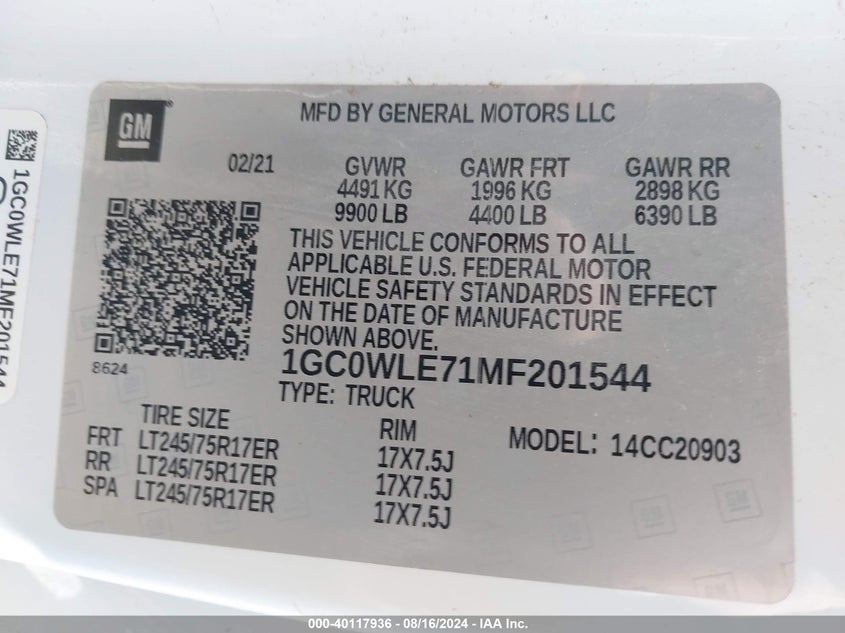 GM
MFD BY GENERAL MOTORS LLC
02/21 GVWR GAWR FRT GAWR RR
4491 KG 1996 KG 2898 KG
9900 LB 4400 LB 6390 LB
THIS VEHICLE CONFORMS TO ALL
APPLICABLE U.S. FEDERAL MOTOR
VEHICLE SAFETY STANDARDS IN EFFECT
ON THE DATE OF MANUFACTURE
SHOWN ABOVE.
8624
1GC0WLE71MF201544
TYPE: TRUCK
TIRE SIZE RIM MODEL: 14CC20903
FRT LT245/75R17ER 17X7.5J
RR LT245/75R17ER 17X7.5J
SPA LT245/75R17ER 17X7.5J
1GC0WLE71MF201544
000-40117936 - 08/16/2024 - IAA Inc.